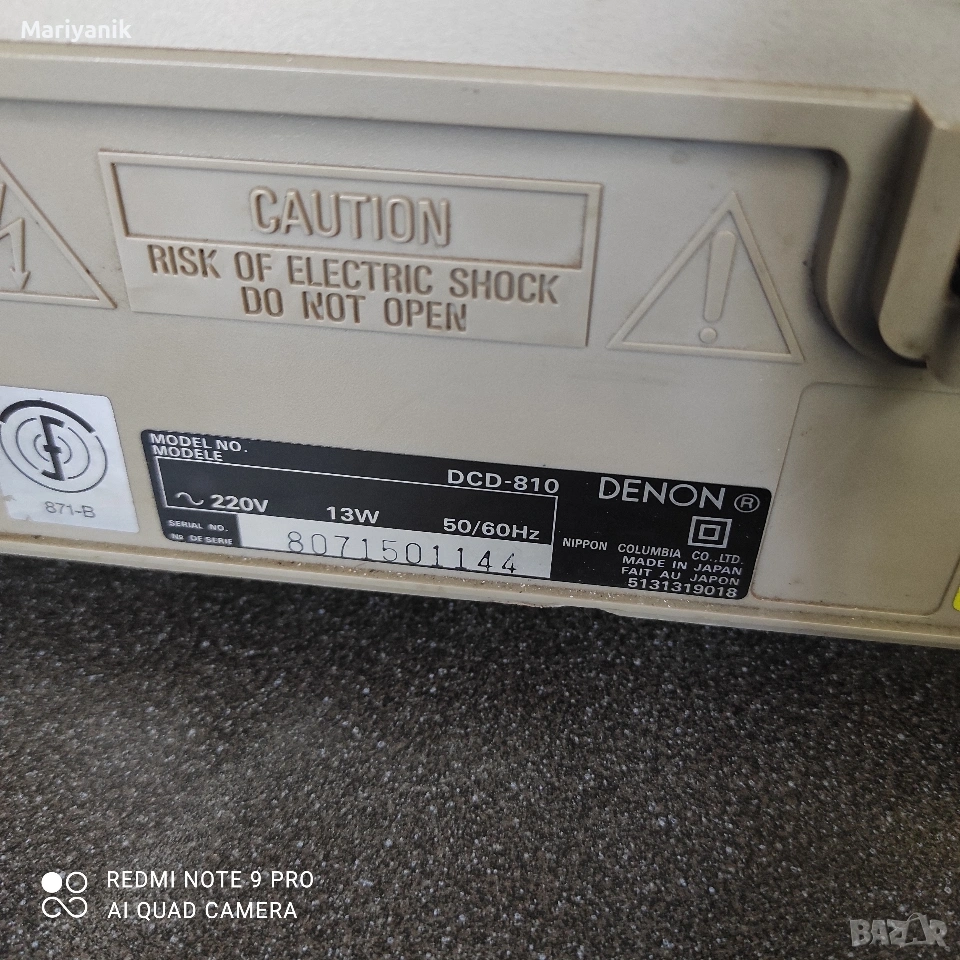 Mariyanik
CAUTION
RISK OF ELECTRIC SHOCK
DO NOT OPEN
871-B
MODEL NO.
MODELE
DCD-810
DENON ®
~ 220V 13W 50/60Hz
SERIAL NO.
No DE SERIE
8071501144
NIPPON COLUMBIA CO.,LTD.
MADE IN JAPAN
FAIT AU JAPON
5131319018
REDMI NOTE 9 PRO
AI QUAD CAMERA
BAZAR